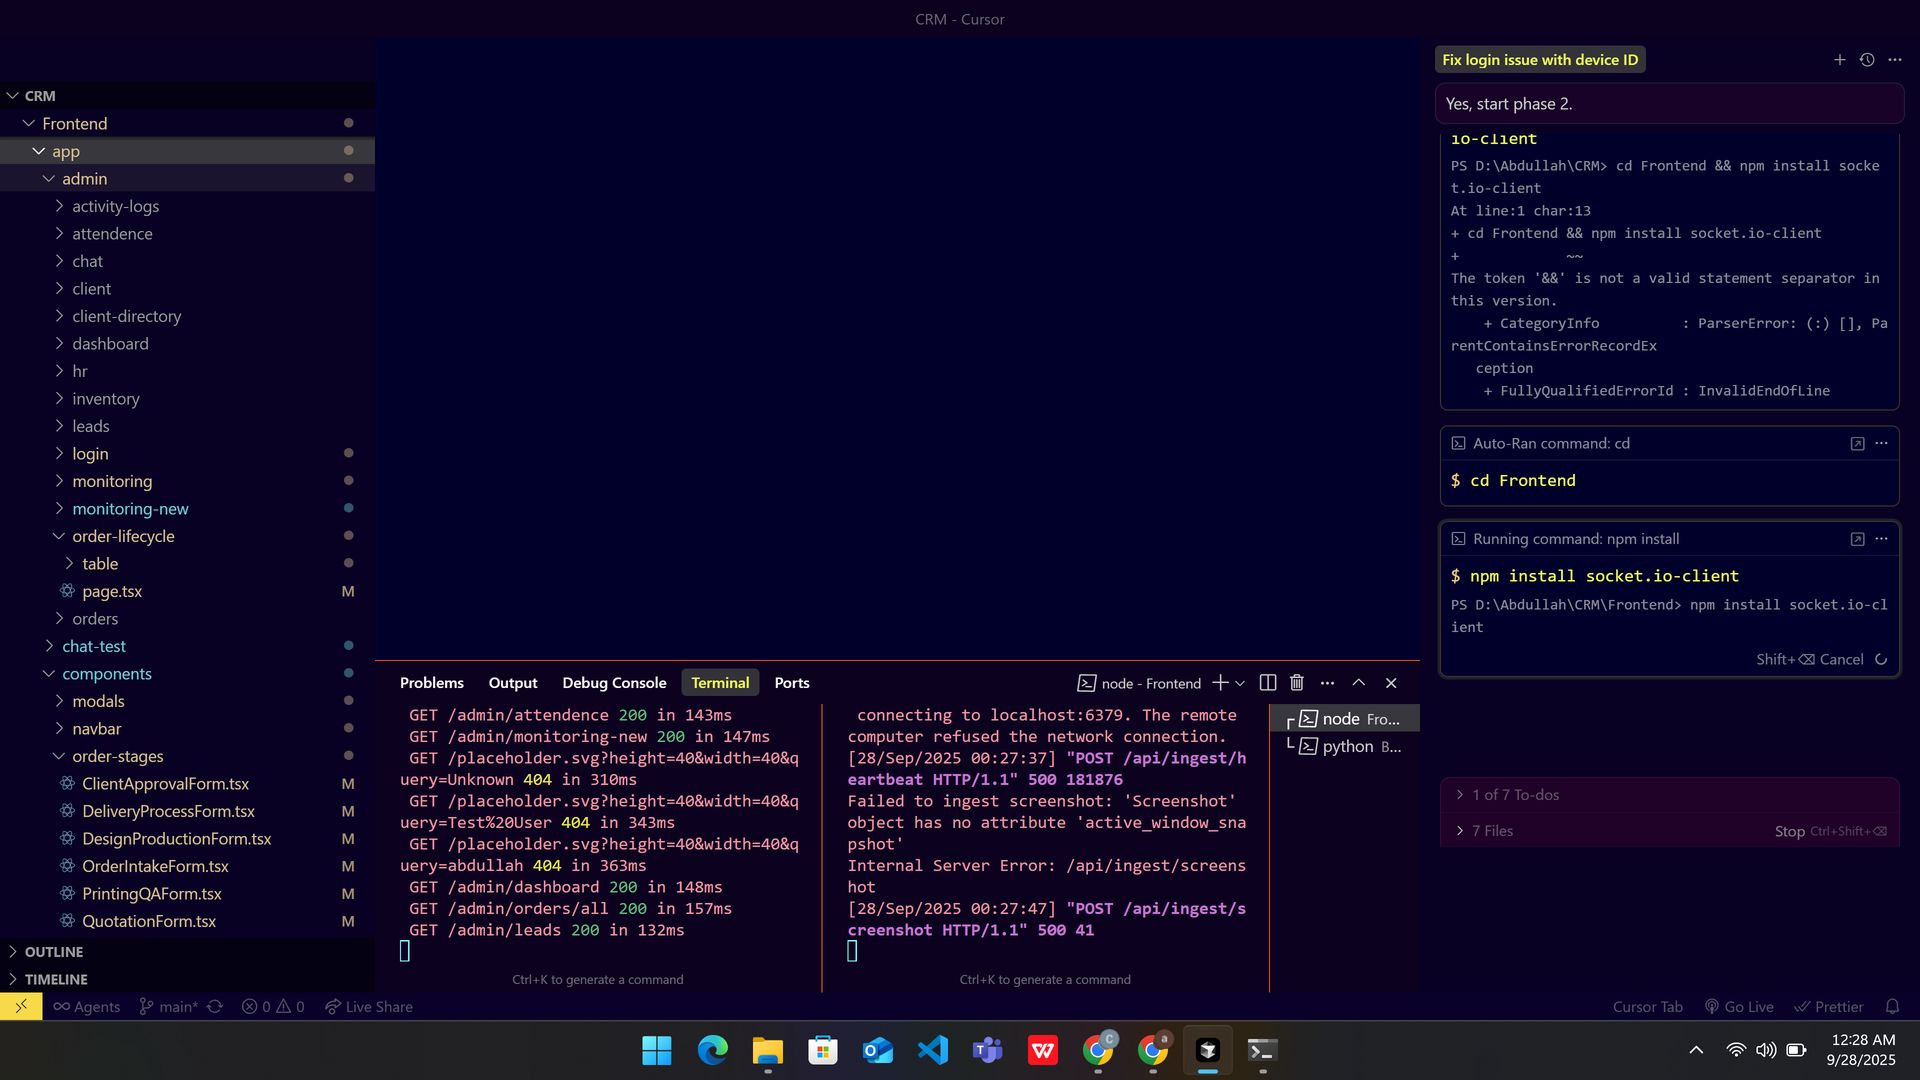 CRM - Cursor
CRM
Frontend
app
admin
activity-logs
attendence
chat
client
client-directory
dashboard
hr
inventory
leads
login
monitoring
monitoring-new
order-lifecycle
table
page.tsx M
orders
chat-test
components
modals
navbar
order-stages
ClientApprovalForm.tsx M
DeliveryProcessForm.tsx M
DesignProductionForm.tsx M
OrderIntakeForm.tsx M
PrintingQAForm.tsx M
QuotationForm.tsx M
OUTLINE
TIMELINE
Problems Output Debug Console Terminal Ports
node - Frontend
GET /admin/attendence 200 in 143ms
GET /admin/monitoring-new 200 in 147ms
GET /placeholder.svg?height=40&width=40&q
uery=Unknown 404 in 310ms
GET /placeholder.svg?height=40&width=40&q
uery=Test%20User 404 in 343ms
GET /placeholder.svg?height=40&width=40&q
uery=abdullah 404 in 363ms
GET /admin/dashboard 200 in 148ms
GET /admin/orders/all 200 in 157ms
GET /admin/leads 200 in 132ms
Ctrl+K to generate a command
connecting to localhost:6379. The remote
computer refused the network connection.
[28/Sep/2025 00:27:37] "POST /api/ingest/h
eartbeat HTTP/1.1" 500 181876
Failed to ingest screenshot: 'Screenshot'
object has no attribute 'active_window_sna
pshot'
Internal Server Error: /api/ingest/screens
hot
[28/Sep/2025 00:27:47] "POST /api/ingest/s
creenshot HTTP/1.1" 500 41
Ctrl+K to generate a command
node Fro...
python B...
Fix login issue with device ID
Yes, start phase 2.
io-client
PS D:\Abdullah\CRM> cd Frontend && npm install socke
t.io-client
At line:1 char:13
+ cd Frontend && npm install socket.io-client
+ ~~
The token '&&' is not a valid statement separator in
this version.
+ CategoryInfo : ParserError: (:) [], Pa
rentContainsErrorRecordEx
ception
+ FullyQualifiedErrorId : InvalidEndOfLine
Auto-Ran command: cd
$ cd Frontend
Running command: npm install
$ npm install socket.io-client
PS D:\Abdullah\CRM\Frontend> npm install socket.io-cl
ient
Shift+⌫ Cancel
1 of 7 To-dos
7 Files
Stop Ctrl+Shift+⌫
Agents main* 0 0 Live Share
Cursor Tab Go Live Prettier
12:28 AM
9/28/2025